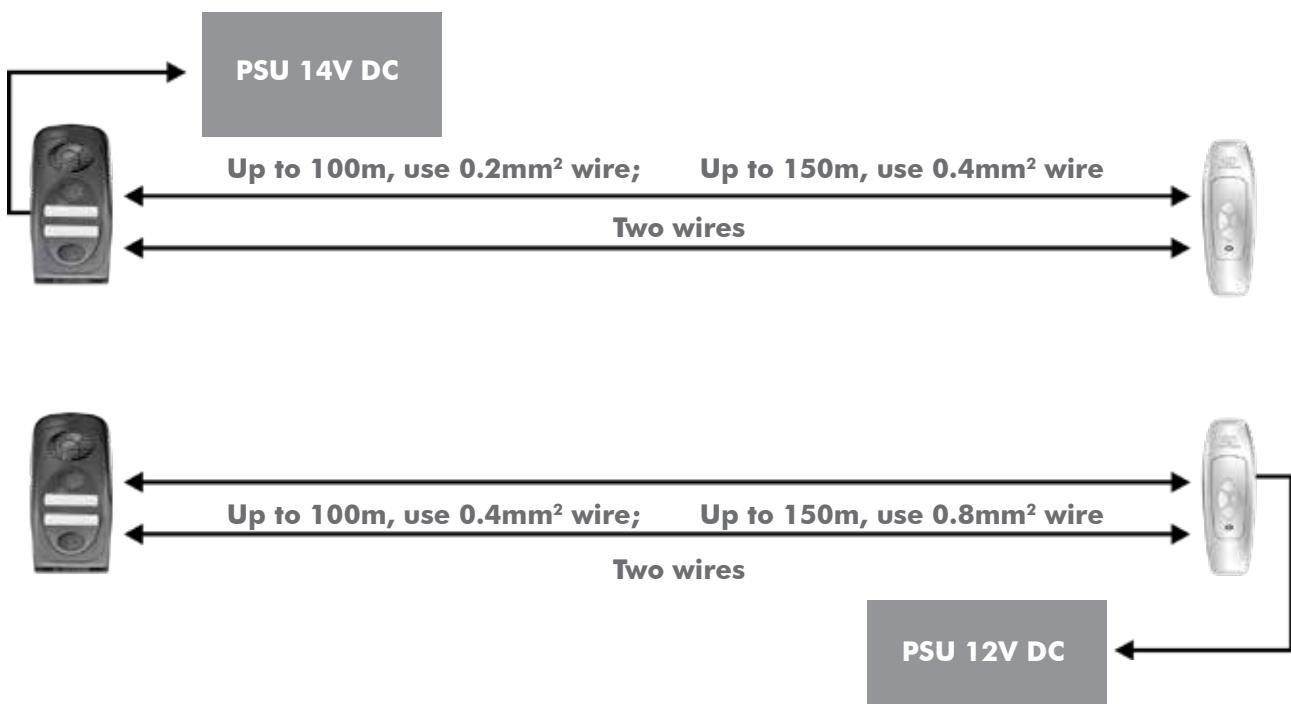 PSU 14V DC
Up to 100m, use 0.2mm² wire; Up to 150m, use 0.4mm² wire
Two wires
Up to 100m, use 0.4mm² wire; Up to 150m, use 0.8mm² wire
Two wires
PSU 12V DC